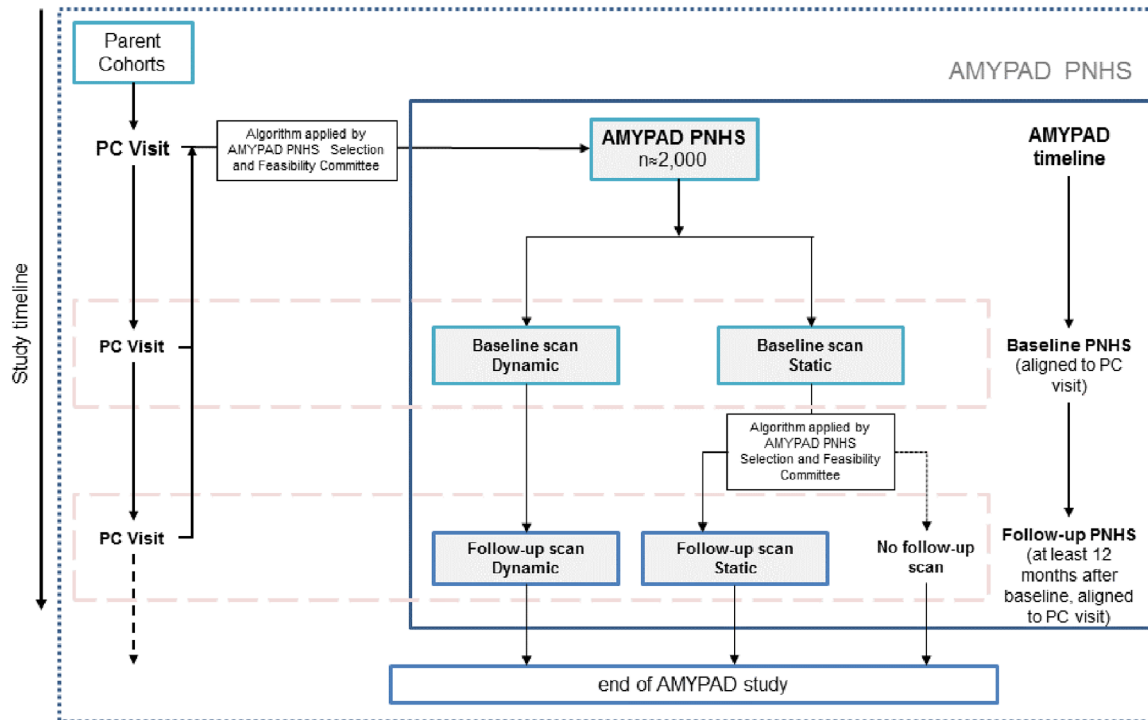 Study timeline
Parent
Cohorts
AMYPAD PNHS
PC Visit
Algorithm applied by
AMYPAD PNHS Selection
and Feasibility Committee
AMYPAD PNHS
n≈2,000
AMYPAD
timeline
PC Visit
Baseline scan
Dynamic
Baseline scan
Static
Baseline PNHS
(aligned to PC
visit)
Algorithm applied by
AMYPAD PNHS
Selection and Feasibility
Committee
PC Visit
Follow-up scan
Dynamic
Follow-up scan
Static
No follow-up
scan
Follow-up PNHS
(at least 12
months after
baseline, aligned
to PC visit)
end of AMYPAD study